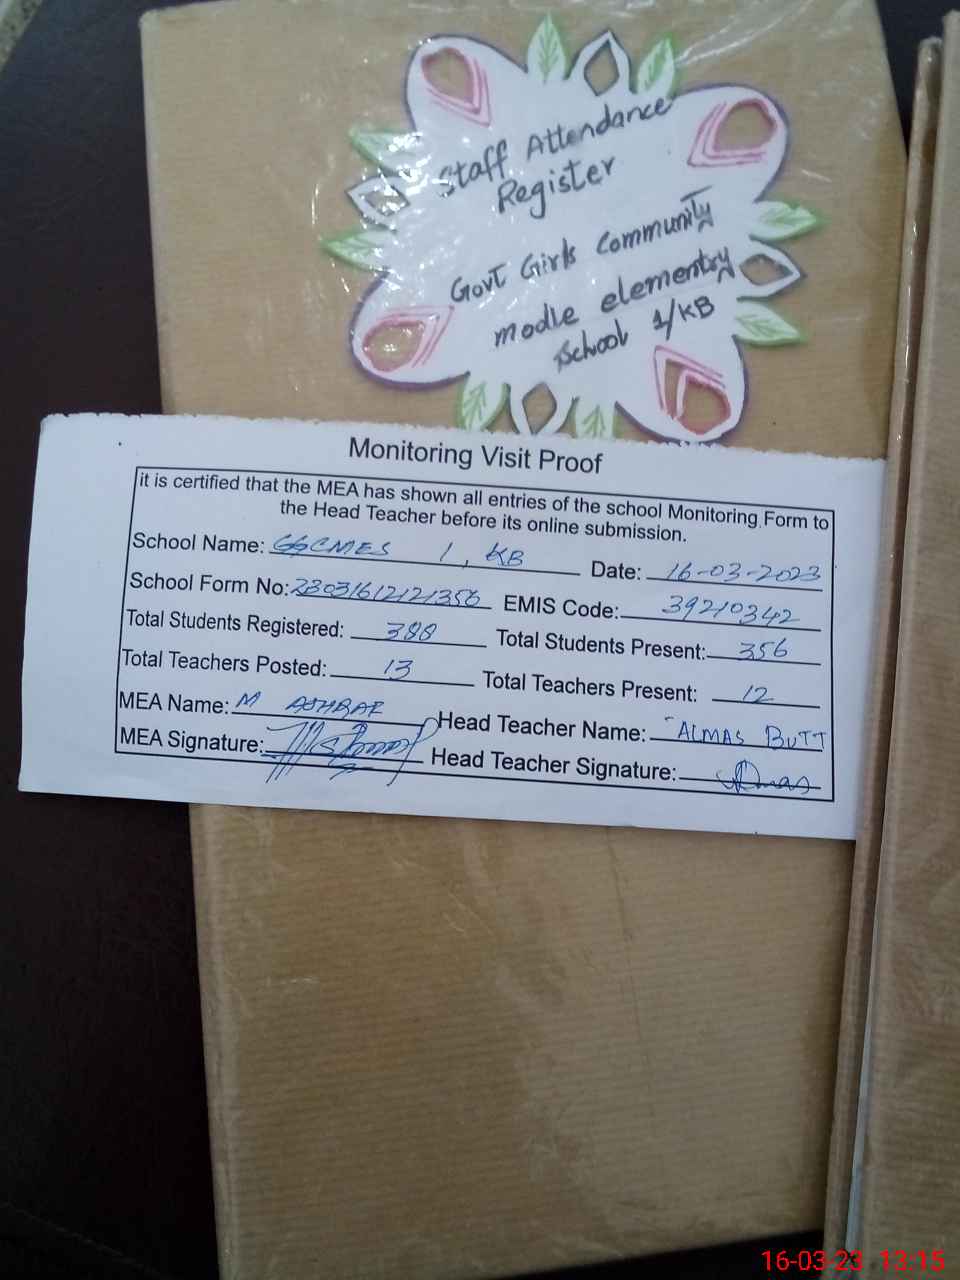 Staff Attendance
Register
Govt Girls Community
modle elementry
School 1/KB
Monitoring Visit Proof
it is certified that the MEA has shown all entries of the school Monitoring Form to
the Head Teacher before its online submission.
School Name: GGCMES 1, KB Date: 16-03-2023
School Form No: EMIS Code: 39210342
Total Students Registered: Total Students Present: 356
Total Teachers Posted: 13 Total Teachers Present: 12
MEA Name: M Head Teacher Name: ALMAS BUTT
MEA Signature: Head Teacher Signature: Almas
16-03-23 13:15